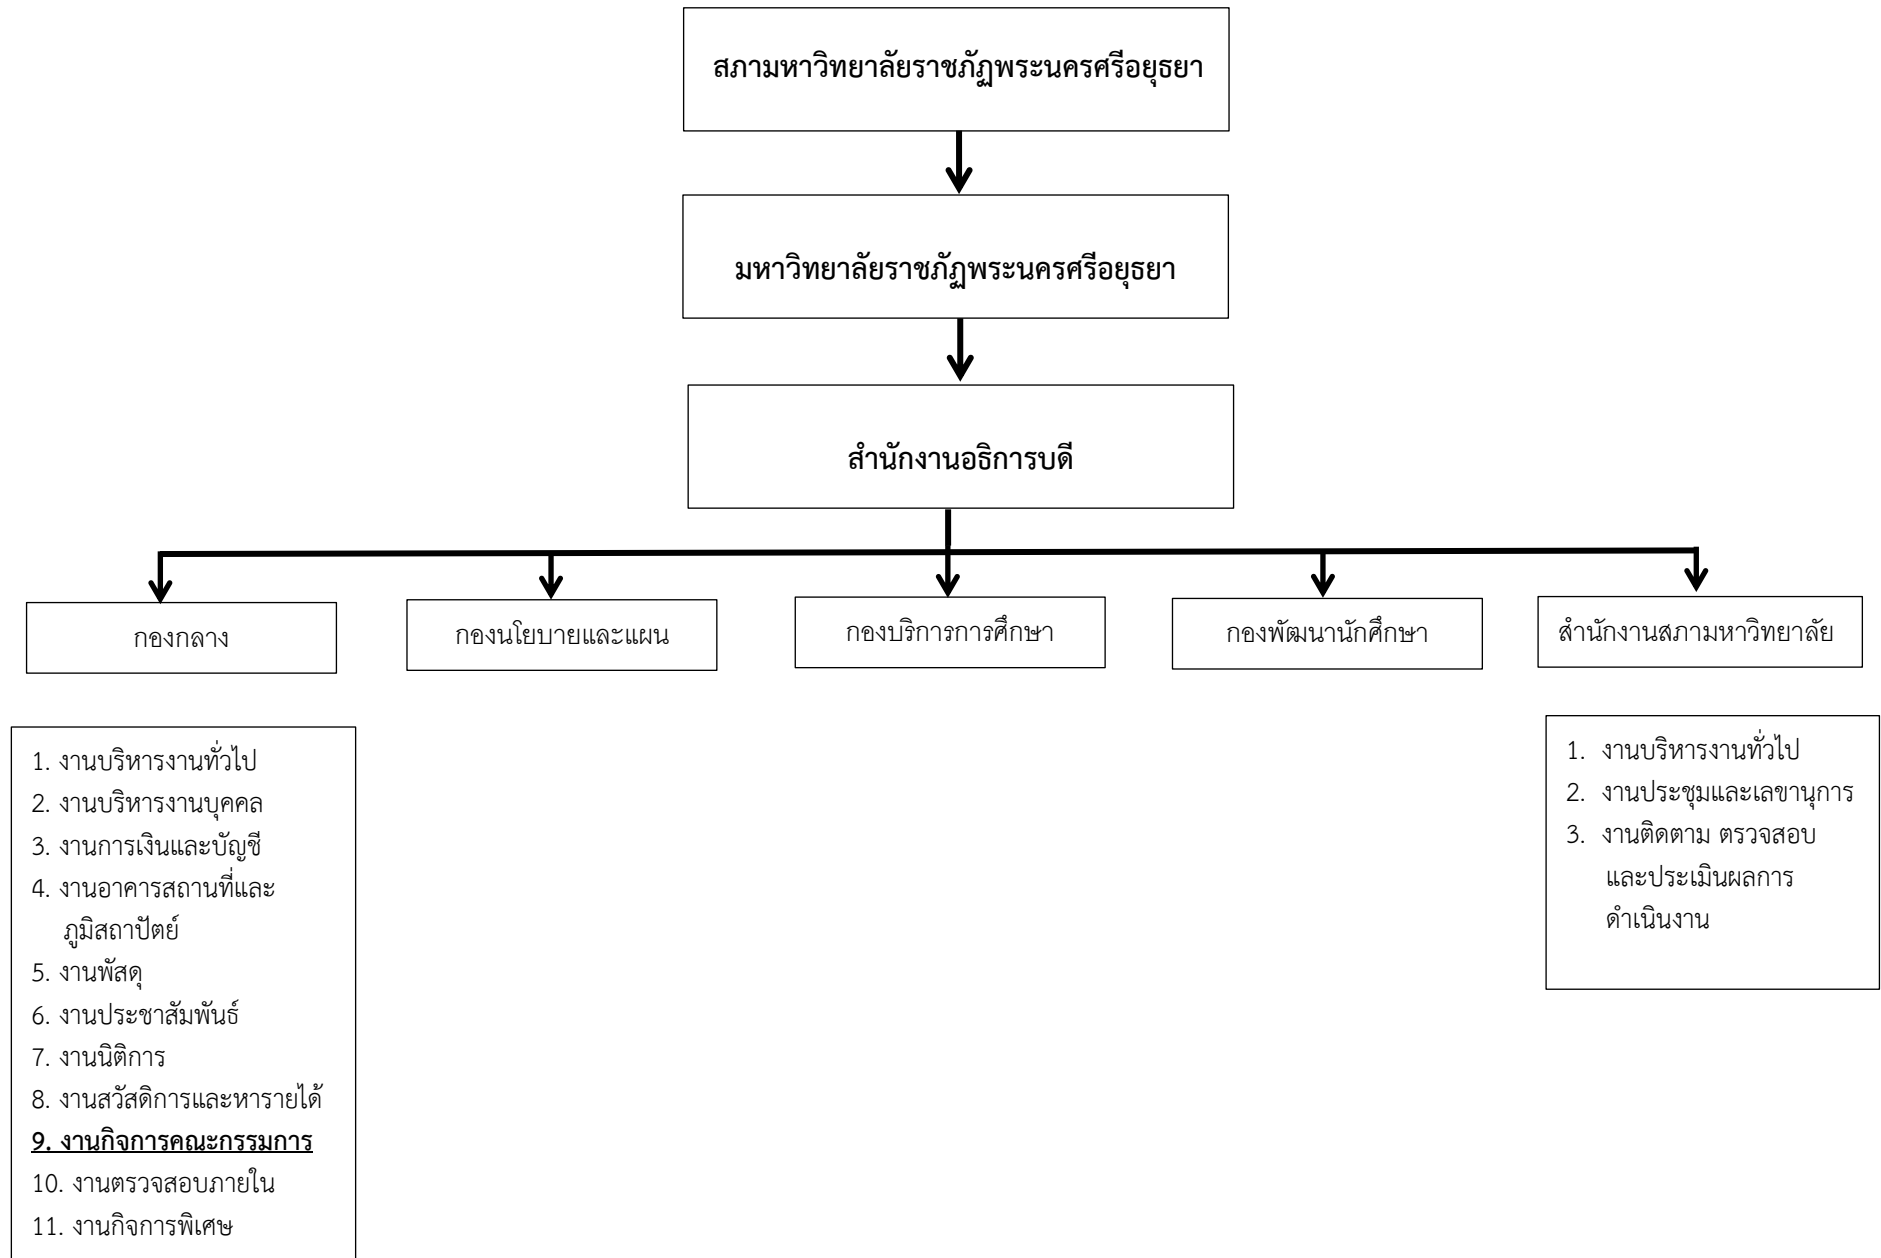 สภามหาวิทยาลัยราชภัฏพระนครศรีอยุธยา
มหาวิทยาลัยราชภัฏพระนครศรีอยุธยา
สำนักงานอธิการบดี
กองกลาง
กองนโยบายและแผน
กองบริการการศึกษา
กองพัฒนานักศึกษา
สำนักงานสภามหาวิทยาลัย
1. งานบริหารงานทั่วไป
2. งานบริหารงานบุคคล
3. งานการเงินและบัญชี
4. งานอาคารสถานที่และ
ภูมิสถาปัตย์
5. งานพัสดุ
6. งานประชาสัมพันธ์
7. งานนิติการ
8. งานสวัสดิการและหารายได้
9. งานกิจการคณะกรรมการ
10. งานตรวจสอบภายใน
11. งานกิจการพิเศษ
1. งานบริหารงานทั่วไป
2. งานประชุมและเลขานุการ
3. งานติดตาม ตรวจสอบ
และประเมินผลการ
ดำเนินงาน